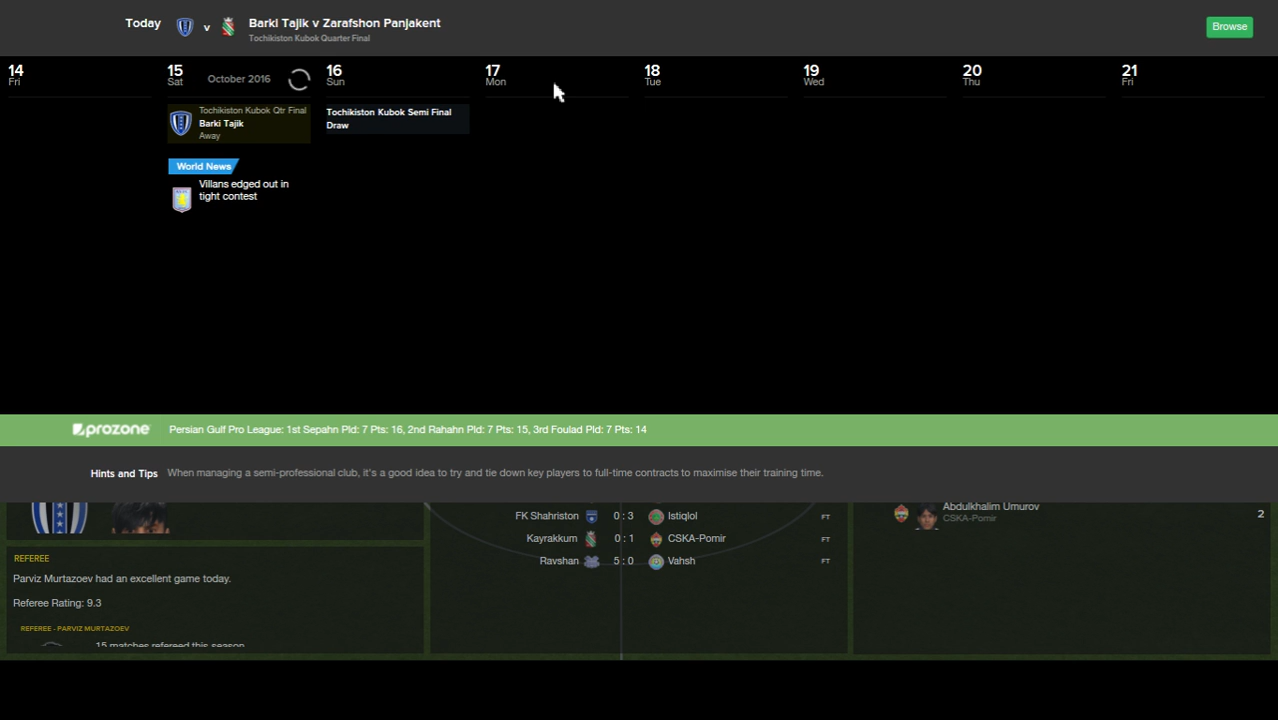 Today
v
Barki Tajik v Zarafshon Panjakent
Tochikiston Kubok Quarter Final
Browse
14
Fri
15
Sat
October 2016
16
Sun
17
Mon
18
Tue
19
Wed
20
Thu
21
Fri
Tochikiston Kubok Qtr Final
Barki Tajik
Away
Tochikiston Kubok Semi Final
Draw
World News
Villans edged out in
tight contest
prozone
Persian Gulf Pro League: 1st Sepahn Pld: 7 Pts: 16, 2nd Rahahn Pld: 7 Pts: 15, 3rd Foulad Pld: 7 Pts: 14
Hints and Tips
When managing a semi-professional club, it's a good idea to try and tie down key players to full-time contracts to maximise their training time.
FK Shahriston 0 : 3 Istiqlol FT
Kayrakkum 0 : 1 CSKA-Pomir FT
Ravshan 5 : 0 Vahsh FT
Abdulkhalim Umurov
CSKA-Pomir
2
REFEREE
Parviz Murtazoev had an excellent game today.
Referee Rating: 9.3
REFEREE - PARVIZ MURTAZOEV
15 matches refereed this season